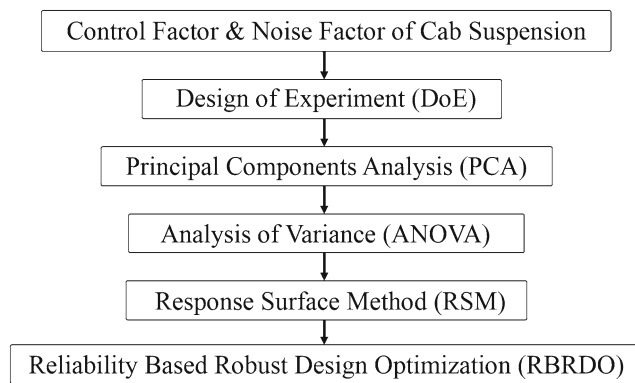 Control Factor & Noise Factor of Cab Suspension
Design of Experiment (DoE)
Principal Components Analysis (PCA)
Analysis of Variance (ANOVA)
Response Surface Method (RSM)
Reliability Based Robust Design Optimization (RBRDO)